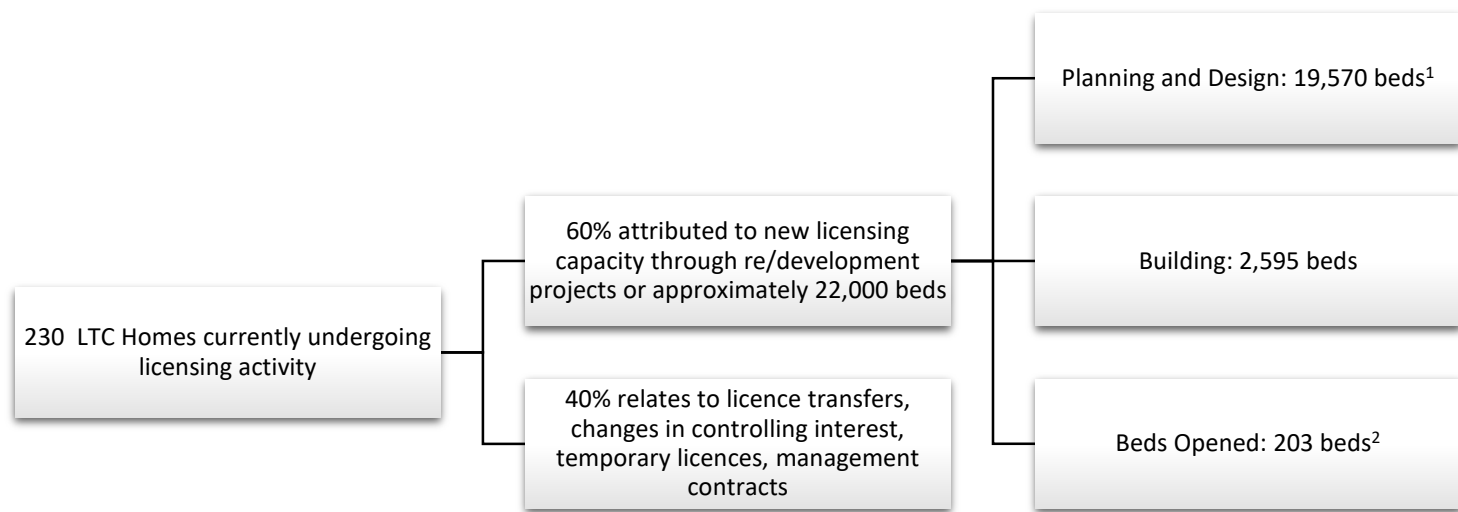 230 LTC Homes currently undergoing
licensing activity
60% attributed to new licensing
capacity through re/development
projects or approximately 22,000 beds
40% relates to licence transfers,
changes in controlling interest,
temporary licences, management
contracts
Planning and Design: 19,570 beds¹
Building: 2,595 beds
Beds Opened: 203 beds²